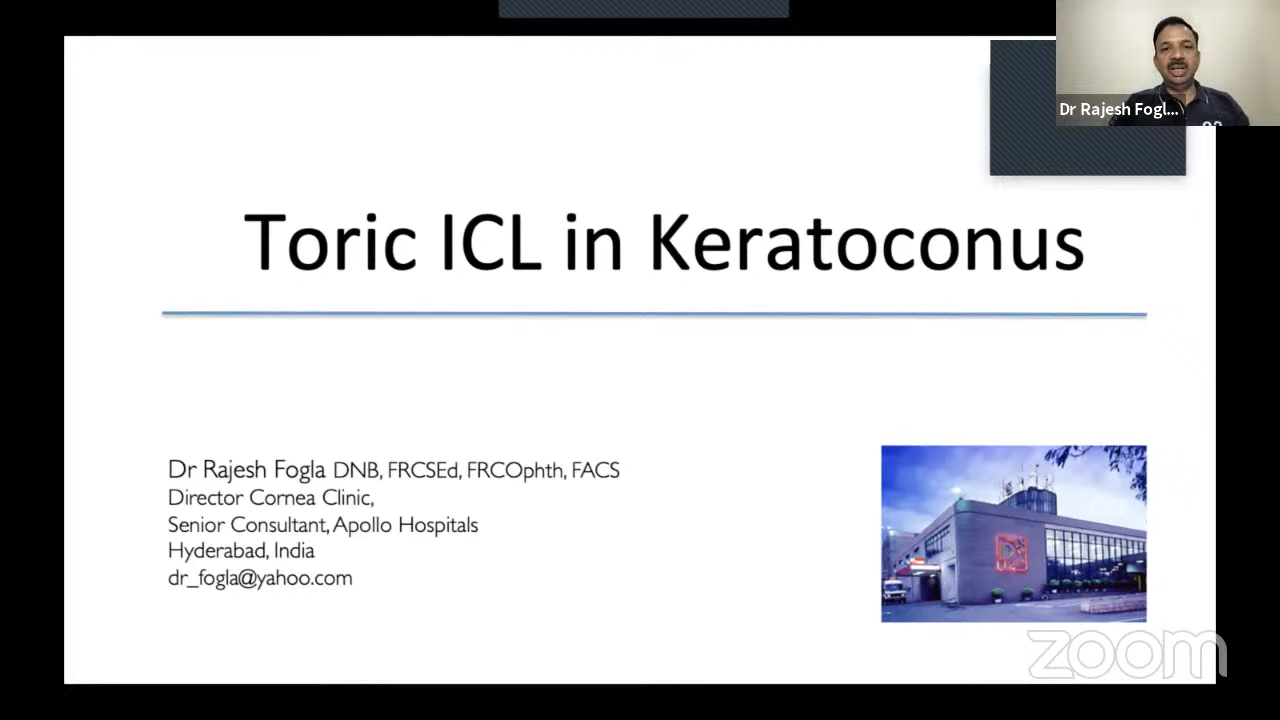 Dr Rajesh Fogl...
Toric ICL in Keratoconus
Dr Rajesh Fogla DNB, FRCSEd, FRCOphth, FACS
Director Cornea Clinic,
Senior Consultant, Apollo Hospitals
Hyderabad, India
dr_fogla@yahoo.com
zoom